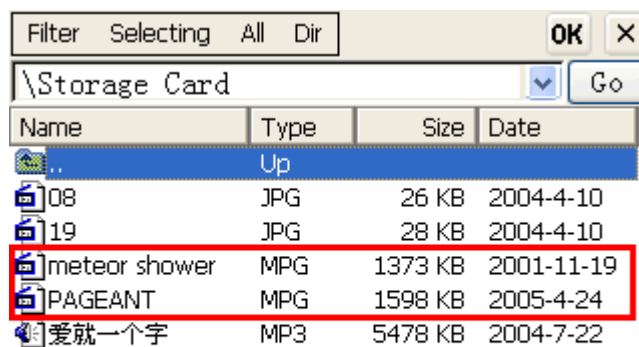 Filter Selecting All Dir OK ×
\Storage Card Go
Name Type Size Date
.. Up
08 JPG 26 KB 2004-4-10
19 JPG 28 KB 2004-4-10
meteor shower MPG 1373 KB 2001-11-19
PAGEANT MPG 1598 KB 2005-4-24
爱就一个字 MP3 5478 KB 2004-7-22